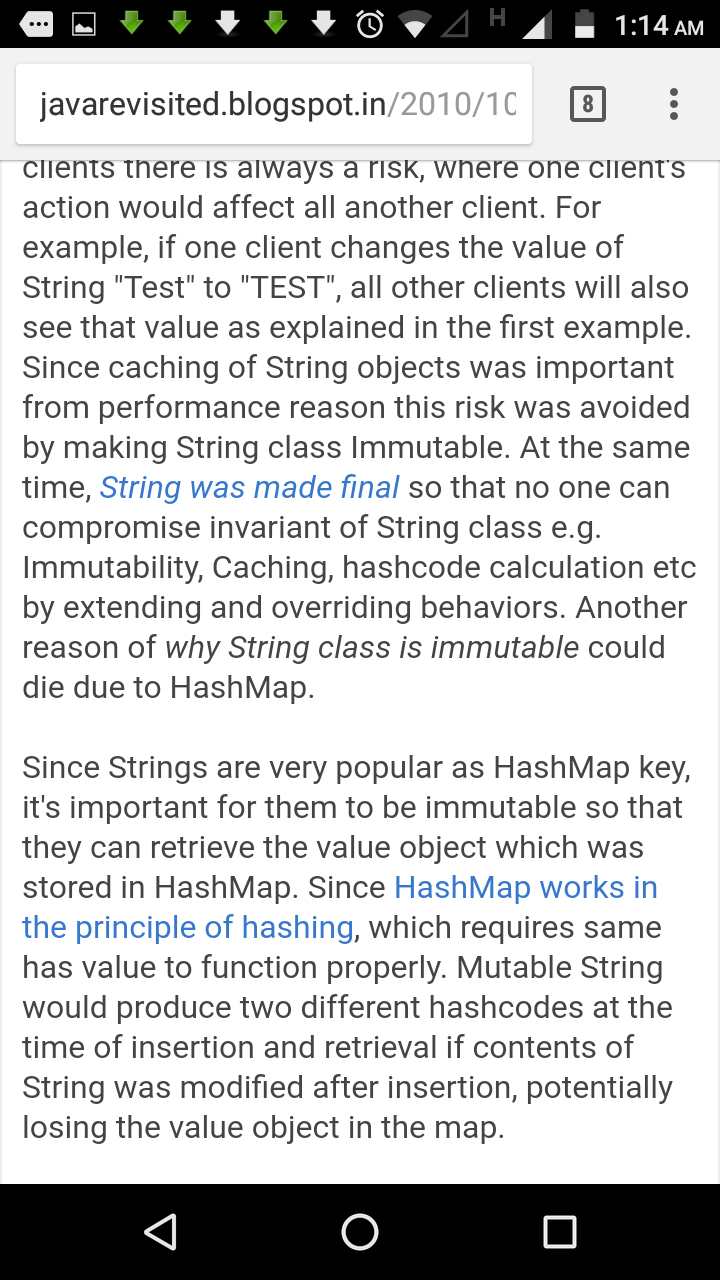 H
1:14 AM
javarevisited.blogspot.in/2010/10
8
clients there is always a risk, where one client's
action would affect all another client. For
example, if one client changes the value of
String "Test" to "TEST", all other clients will also
see that value as explained in the first example.
Since caching of String objects was important
from performance reason this risk was avoided
by making String class Immutable. At the same
time, String was made final so that no one can
compromise invariant of String class e.g.
Immutability, Caching, hashcode calculation etc
by extending and overriding behaviors. Another
reason of why String class is immutable could
die due to HashMap.
Since Strings are very popular as HashMap key,
it's important for them to be immutable so that
they can retrieve the value object which was
stored in HashMap. Since HashMap works in
the principle of hashing, which requires same
has value to function properly. Mutable String
would produce two different hashcodes at the
time of insertion and retrieval if contents of
String was modified after insertion, potentially
losing the value object in the map.